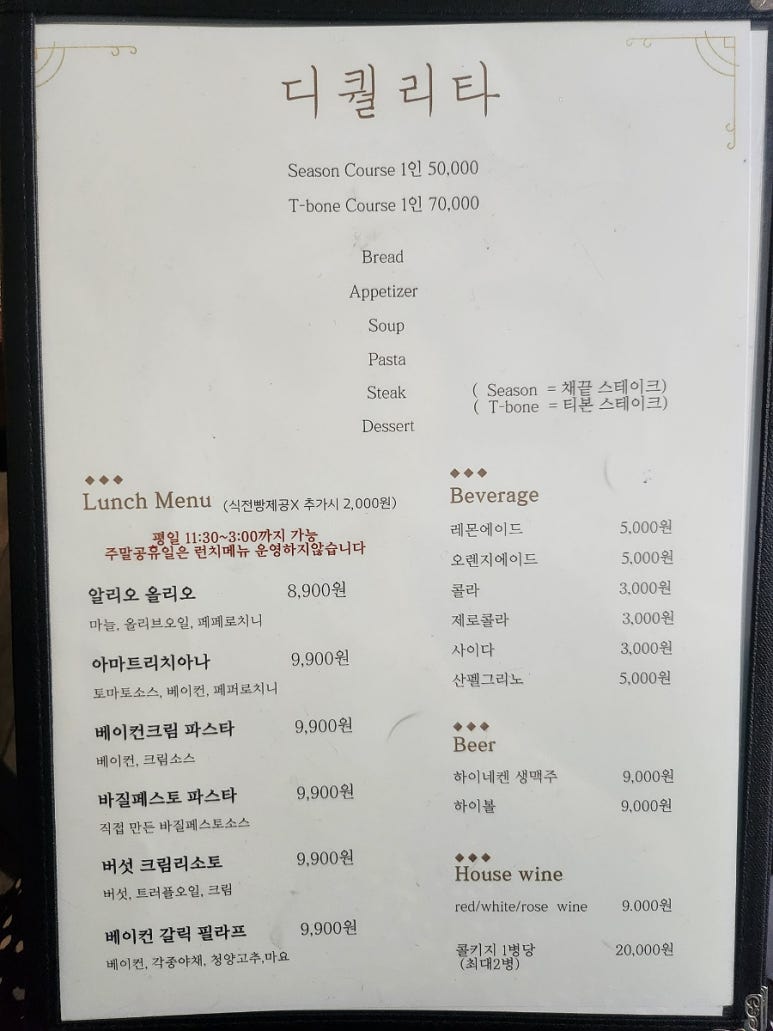 디퀄리타
Season Course 1인 50,000
T-bone Course 1인 70,000
Bread
Appetizer
Soup
Pasta
Steak ( Season = 채끝 스테이크)
( T-bone = 티본 스테이크)
Dessert
Lunch Menu (식전빵제공X 추가시 2,000원)
평일 11:30~3:00까지 가능
주말공휴일은 런치메뉴 운영하지않습니다
알리오 올리오 8,900원
마늘, 올리브오일, 페페로치니
아마트리치아나 9,900원
토마토소스, 베이컨, 페퍼로치니
베이컨크림 파스타 9,900원
베이컨, 크림소스
바질페스토 파스타 9,900원
직접 만든 바질페스토소스
버섯 크림리소토 9,900원
버섯, 트러플오일, 크림
베이컨 갈릭 필라프 9,900원
베이컨, 각종야채, 청양고추,마요
Beverage
레몬에이드 5,000원
오렌지에이드 5,000원
콜라 3,000원
제로콜라 3,000원
사이다 3,000원
산펠그리노 5,000원
Beer
하이네켄 생맥주 9,000원
하이볼 9,000원
House wine
red/white/rose wine 9.000원
콜키지 1병당 20,000원
(최대2병)